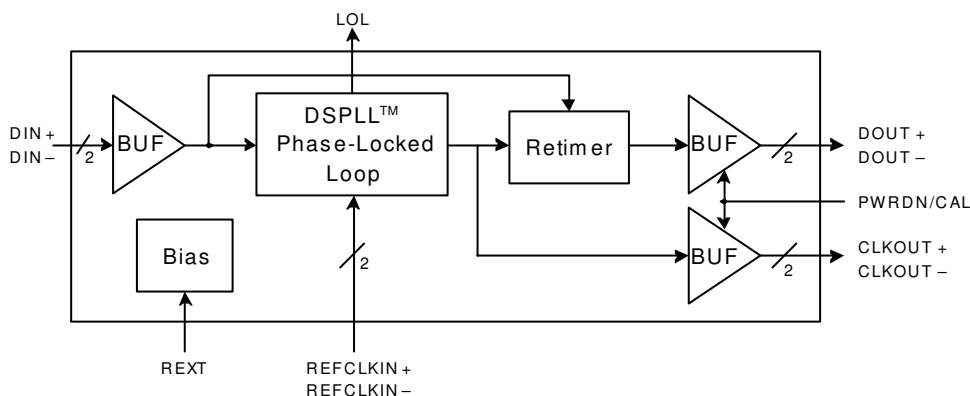 LOL
DIN+
DIN–
2
BUF
DSPLL™
Phase-Locked
Loop
Retimer
BUF
2
DOUT+
DOUT–
PWRDN/CAL
Bias
2
BUF
2
CLKOUT+
CLKOUT–
REXT
REFCLKIN+
REFCLKIN–